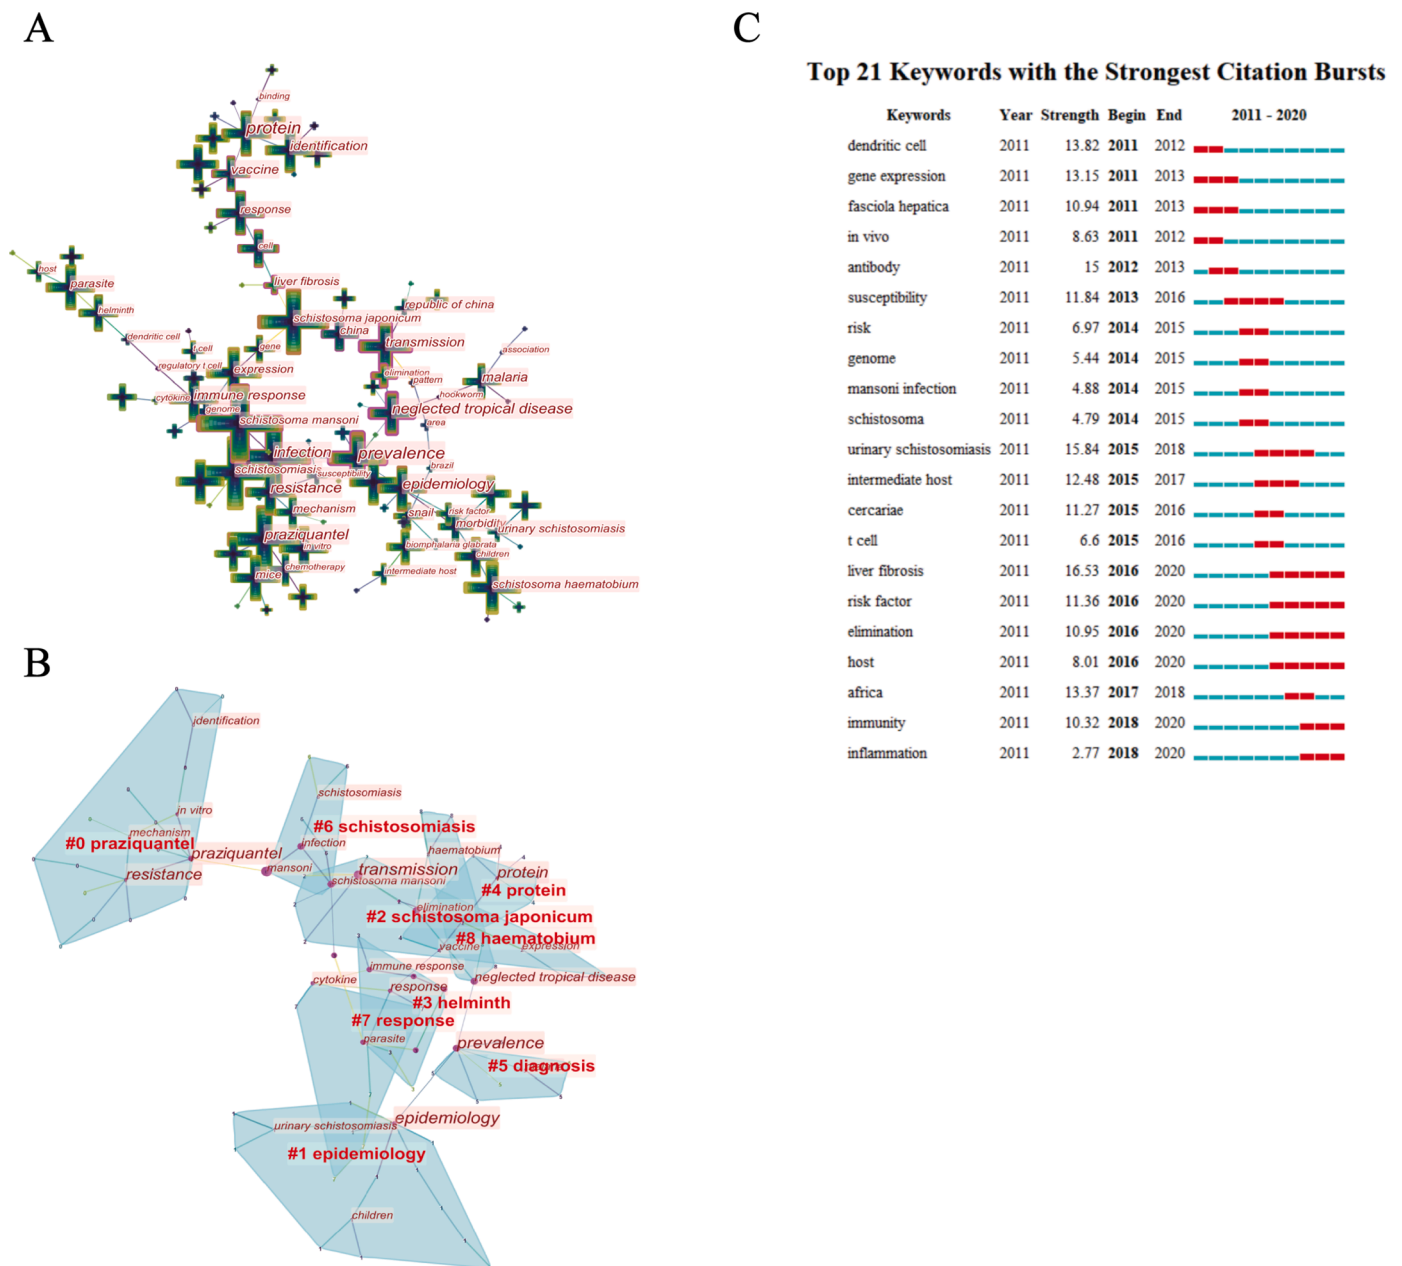 A
binding
protein
identification
vaccine
response
cell
host
parasite
liver fibrosis
republic of china
helminth
schistosoma japonicum
china
dendritic cell
transmission
t cell
gene
association
regulatory t cell
expression
elimination
pattern
malaria
cytokine
immune response
hookworm
genome
neglected tropical disease
schistosoma mansoni
area
infection
prevalence
schistosomiasis
susceptibility
brazil
resistance
epidemiology
mechanism
snail
risk factor
morbidity
urinary schistosomiasis
praziquantel
in vitro
biomphalaria glabrata
children
mice
chemotherapy
intermediate host
schistosoma haematobium
B
identification
schistosomiasis
in vitro
mechanism
#6 schistosomiasis
#0 praziquantel
infection
haematobium
praziquantel
mansoni
transmission
protein
resistance
schistosoma mansoni
#4 protein
elimination
#2 schistosoma japonicum
#8 haematobium
vaccine
expression
immune response
neglected tropical disease
cytokine
response
#3 helminth
#7 response
parasite
prevalence
#5 diagnosis
epidemiology
urinary schistosomiasis
#1 epidemiology
children
C
Top 21 Keywords with the Strongest Citation Bursts
Keywords Year Strength Begin End 2011 - 2020
dendritic cell 2011 13.82 2011 2012
gene expression 2011 13.15 2011 2013
fasciola hepatica 2011 10.94 2011 2013
in vivo 2011 8.63 2011 2012
antibody 2011 15 2012 2013
susceptibility 2011 11.84 2013 2016
risk 2011 6.97 2014 2015
genome 2011 5.44 2014 2015
mansoni infection 2011 4.88 2014 2015
schistosoma 2011 4.79 2014 2015
urinary schistosomiasis 2011 15.84 2015 2018
intermediate host 2011 12.48 2015 2017
cercariae 2011 11.27 2015 2016
t cell 2011 6.6 2015 2016
liver fibrosis 2011 16.53 2016 2020
risk factor 2011 11.36 2016 2020
elimination 2011 10.95 2016 2020
host 2011 8.01 2016 2020
africa 2011 13.37 2017 2018
immunity 2011 10.32 2018 2020
inflammation 2011 2.77 2018 2020